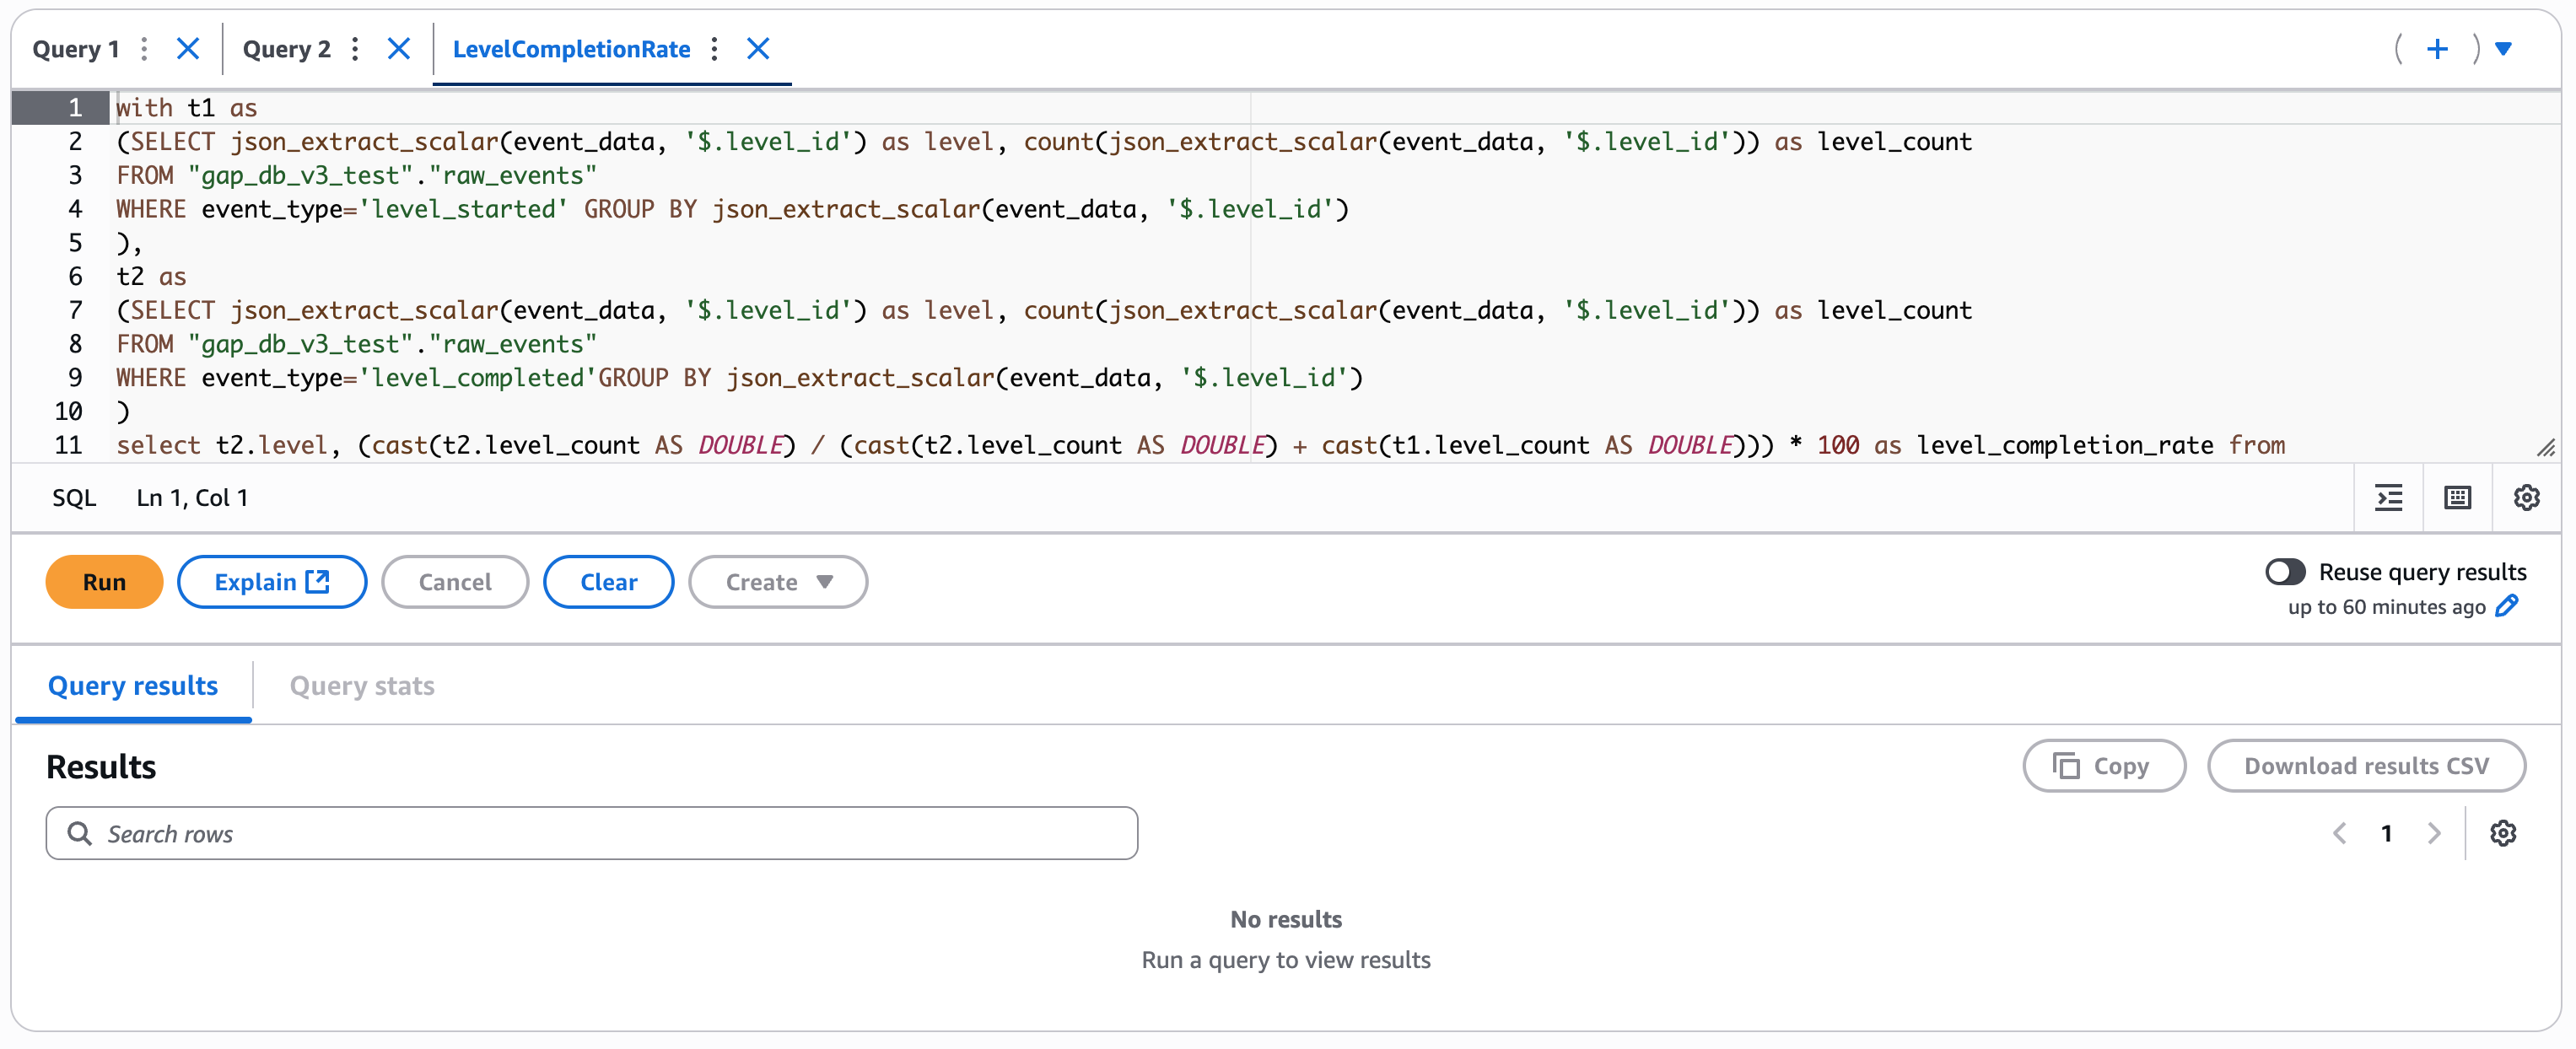 Query 1
Query 2
LevelCompletionRate
1 with t1 as
2 (SELECT json_extract_scalar(event_data, '$.level_id') as level, count(json_extract_scalar(event_data, '$.level_id')) as level_count
3 FROM "gap_db_v3_test"."raw_events"
4 WHERE event_type='level_started' GROUP BY json_extract_scalar(event_data, '$.level_id')
5 ),
6 t2 as
7 (SELECT json_extract_scalar(event_data, '$.level_id') as level, count(json_extract_scalar(event_data, '$.level_id')) as level_count
8 FROM "gap_db_v3_test"."raw_events"
9 WHERE event_type='level_completed'GROUP BY json_extract_scalar(event_data, '$.level_id')
10 )
11 select t2.level, (cast(t2.level_count AS DOUBLE) / (cast(t2.level_count AS DOUBLE) + cast(t1.level_count AS DOUBLE))) * 100 as level_completion_rate from
SQL
Ln 1, Col 1
Run
Explain
Cancel
Clear
Create
Reuse query results
up to 60 minutes ago
Query results
Query stats
Results
Copy
Download results CSV
Search rows
1
No results
Run a query to view results